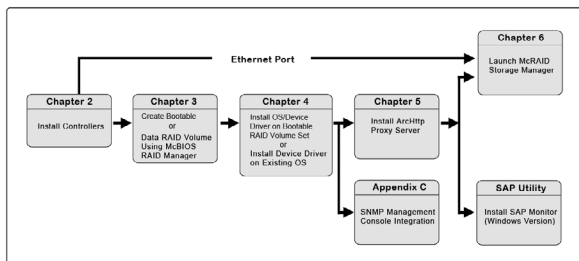 Chapter 6
Launch McRAID
Storage Manager
Ethernet Port
Chapter 2
Install Controllers
Chapter 3
Create Bootable
or
Data RAID Volume
Using McBIOS
RAID Manager
Chapter 4
Install OS/Device
Driver on Bootable
RAID Volume Set
or
Install Device Driver
on Existing OS
Chapter 5
Install ArcHttp
Proxy Server
Appendix C
SNMP Management
Console Integration
SAP Utility
Install SAP Monitor
(Windows Version)